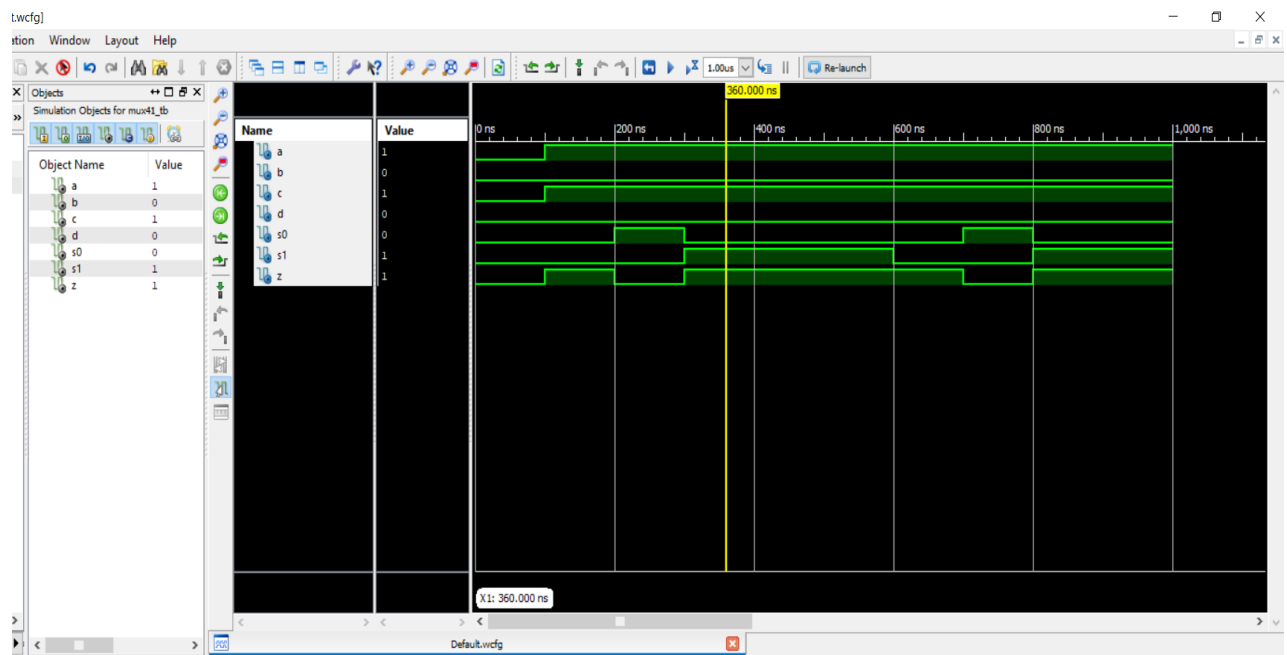 t.wcfg]
ation Window Layout Help
1.00us Re-launch
Objects
Simulation Objects for mux41_tb
Object Name Value
a 1
b 0
c 1
d 0
s0 0
s1 1
z 1
Name Value
a 1
b 0
c 1
d 0
s0 0
s1 1
z 1
360.000 ns
0 ns 200 ns 400 ns 600 ns 800 ns 1,000 ns
X1: 360.000 ns
Default.wcfg